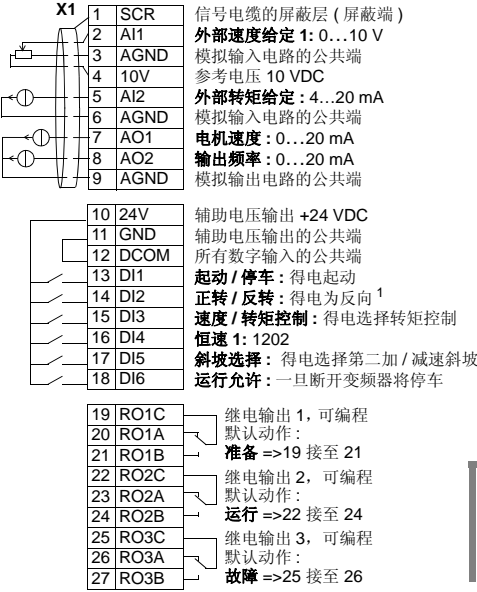 X1
1 SCR 信号电缆的屏蔽层 ( 屏蔽端 )
2 AI1 外部速度给定 1: 0…10 V
3 AGND 模拟输入电路的公共端
4 10V 参考电压 10 VDC
5 AI2 外部转矩给定 : 4…20 mA
6 AGND 模拟输入电路的公共端
7 AO1 电机速度 : 0…20 mA
8 AO2 输出频率 : 0…20 mA
9 AGND 模拟输出电路的公共端
10 24V 辅助电压输出 +24 VDC
11 GND 辅助电压输出的公共端
12 DCOM 所有数字输入的公共端
13 DI1 起动 / 停车 : 得电起动
14 DI2 正转 / 反转 : 得电为反向 1
15 DI3 速度 / 转矩控制 : 得电选择转矩控制
16 DI4 恒速 1: 1202
17 DI5 斜坡选择 : 得电选择第二加 / 减速斜坡
18 DI6 运行允许 : 一旦断开变频器将停车
19 RO1C 继电输出 1，可编程
20 RO1A 默认动作 :
21 RO1B 准备 =>19 接至 21
22 RO2C 继电输出 2，可编程
23 RO2A 默认动作 :
24 RO2B 运行 =>22 接至 24
25 RO3C 继电输出 3，可编程
26 RO3A 默认动作 :
27 RO3B 故障 =>25 接至 26